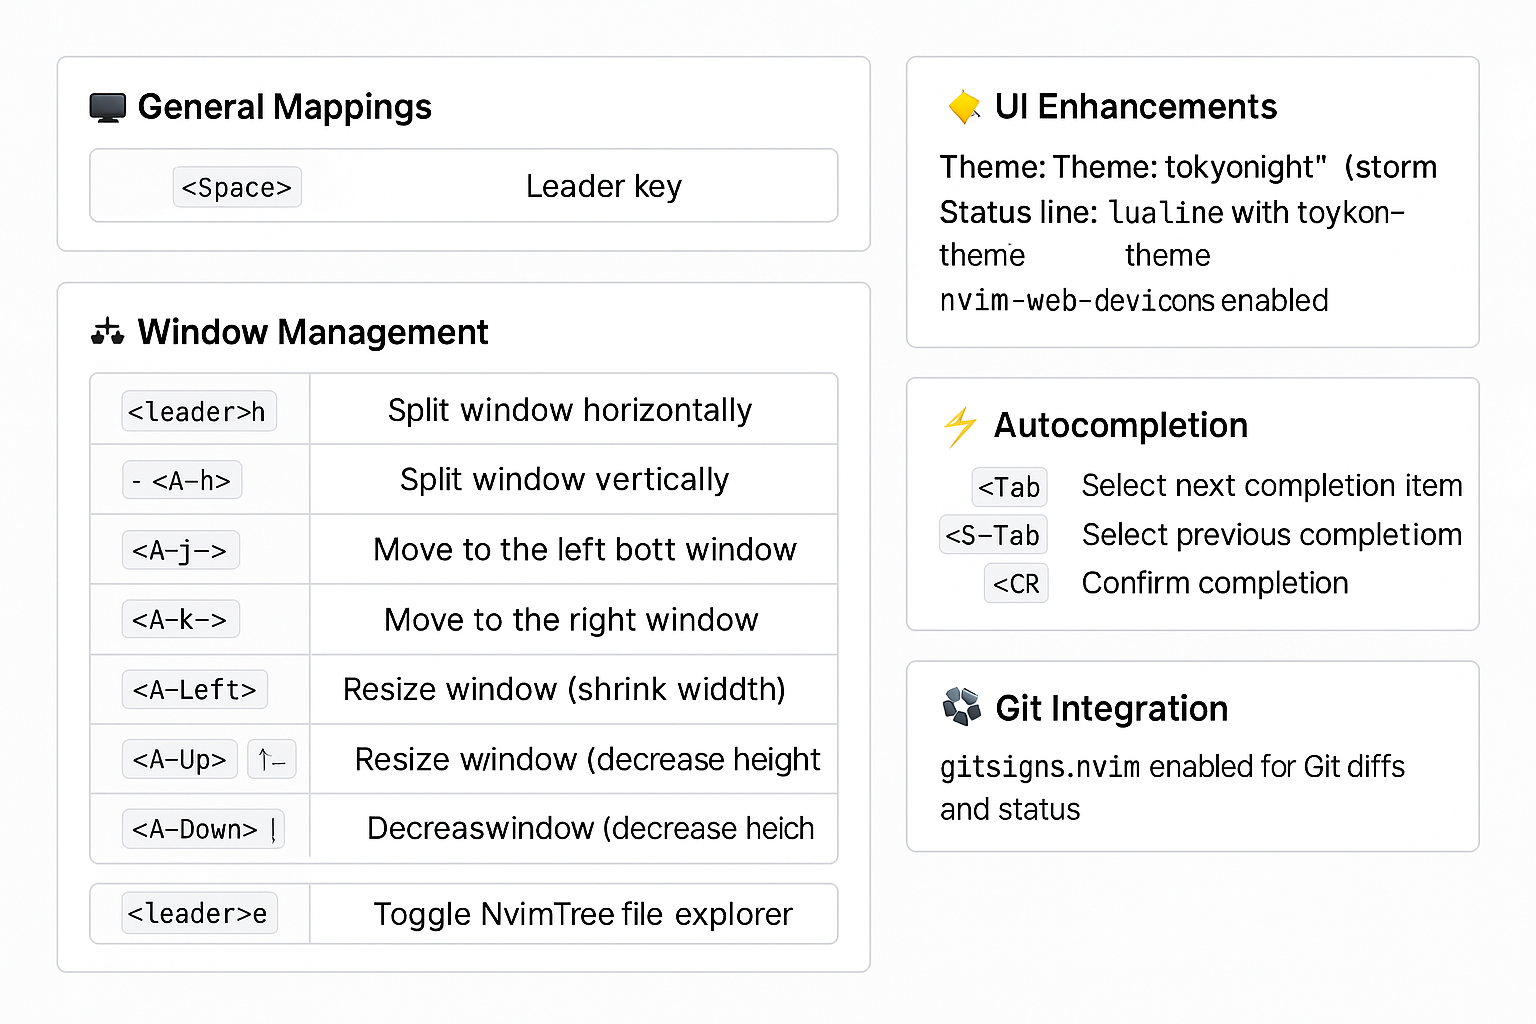 General Mappings
<Space> Leader key
Window Management
<leader>h Split window horizontally
- <A-h> Split window vertically
<A-j-> Move to the left bott window
<A-k-> Move to the right window
<A-Left> Resize window (shrink widdth)
<A-Up> ↑– Resize window (decrease height
<A-Down> | Decreaswindow (decrease heich
<leader>e Toggle NvimTree file explorer
UI Enhancements
Theme: Theme: tokyonight" (storm
Status line: lualine with toykon–
theme theme
nvim-web-devicons enabled
Autocompletion
<Tab Select next completion item
<S-Tab Select previous completiom
<CR Confirm completion
Git Integration
gitsigns.nvim enabled for Git diffs
and status